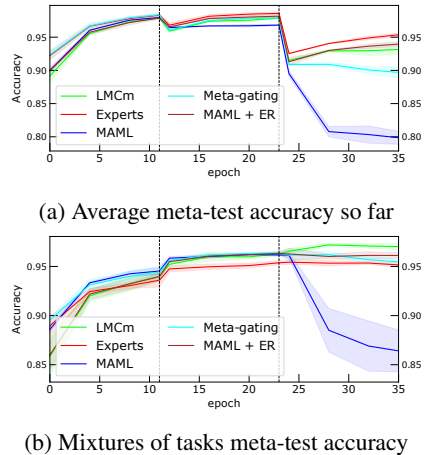 0.95
0.90
0.85
0.80
Accuracy
LMCm
Experts
MAML
Meta-gating
MAML + ER
0.95
0.90
0.85
0.80
0 5 10 15 20 25 30 35
epoch
(a) Average meta-test accuracy so far
0.95
0.90
0.85
Accuracy
LMCm
Experts
MAML
Meta-gating
MAML + ER
0.95
0.90
0.85
0 5 10 15 20 25 30 35
epoch
(b) Mixtures of tasks meta-test accuracy